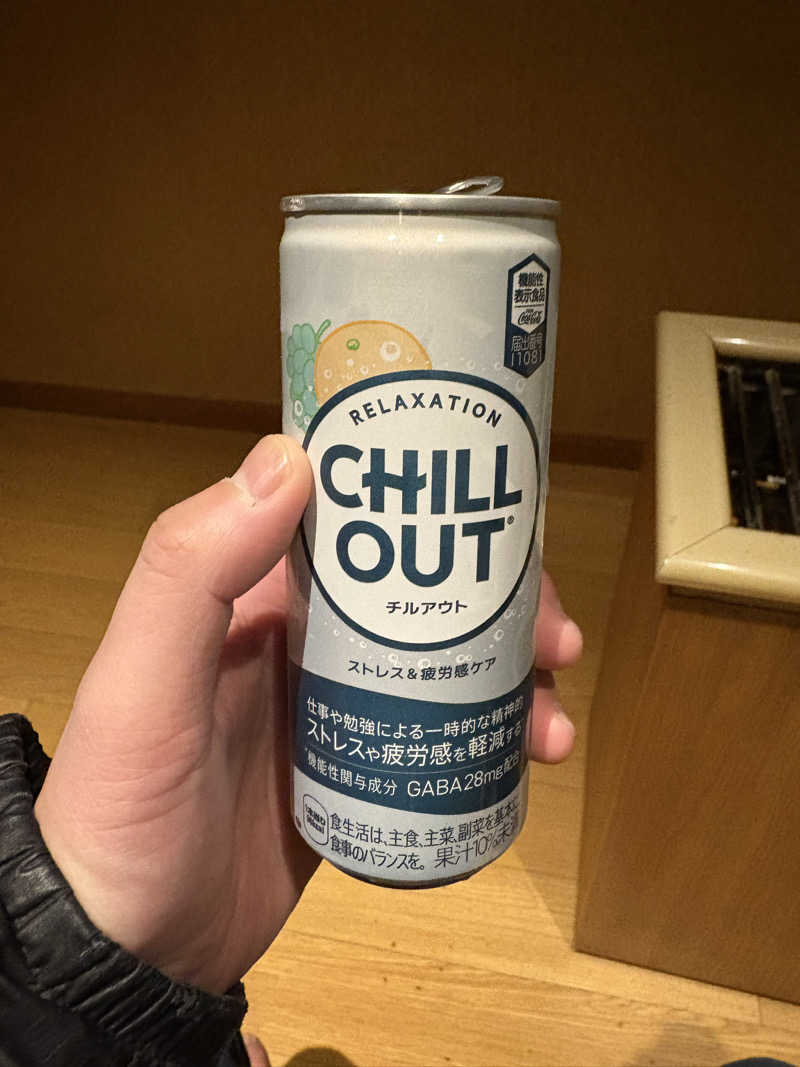 機能性
表示食品
Coca-Cola
届出番号
I1081
RELAXATION
CHILL
OUT®
チルアウト
ストレス&疲労感ケア
仕事や勉強による一時的な精神的
ストレスや疲労感を軽減する
機能性関与成分 GABA28mg配合
食生活は、主食、主菜、副菜を基本に、
食事のバランスを。果汁10%未満